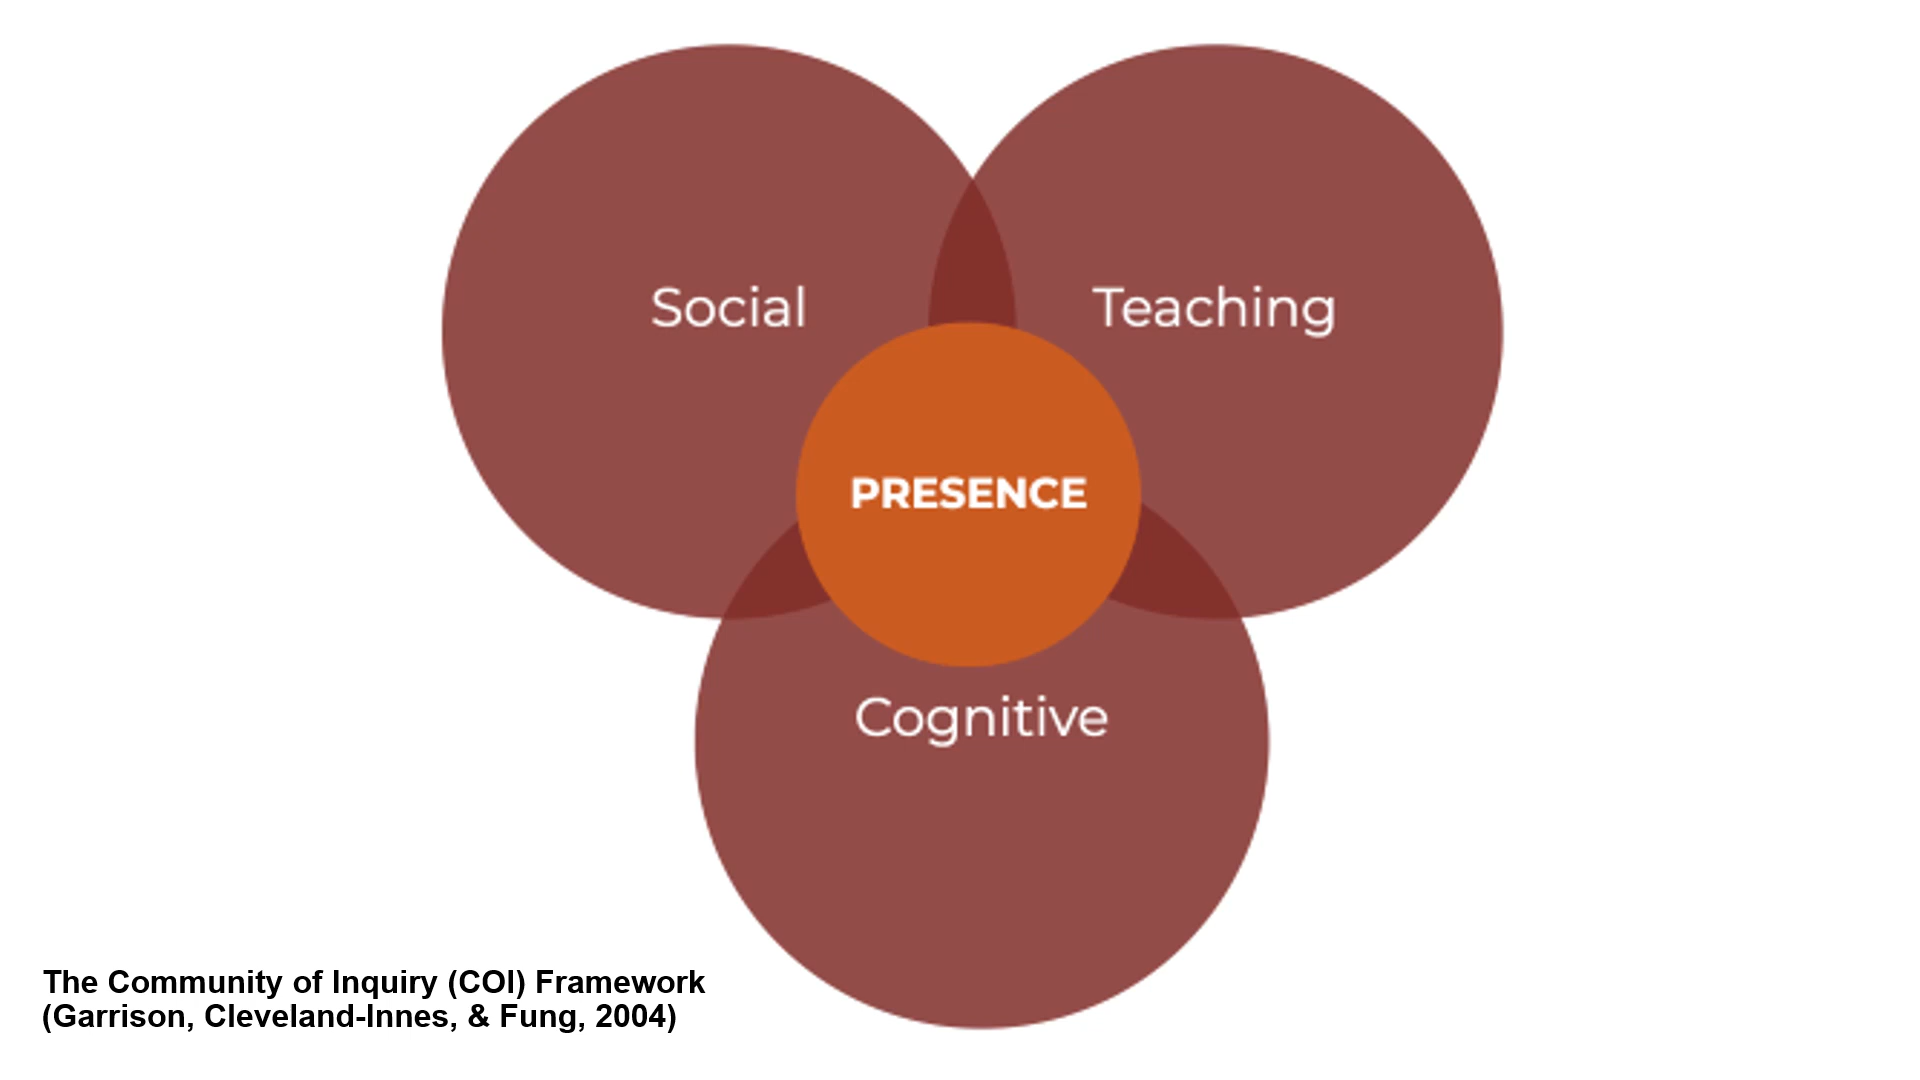 Social
Teaching
PRESENCE
Cognitive
The Community of Inquiry (COI) Framework
(Garrison, Cleveland-Innes, & Fung, 2004)